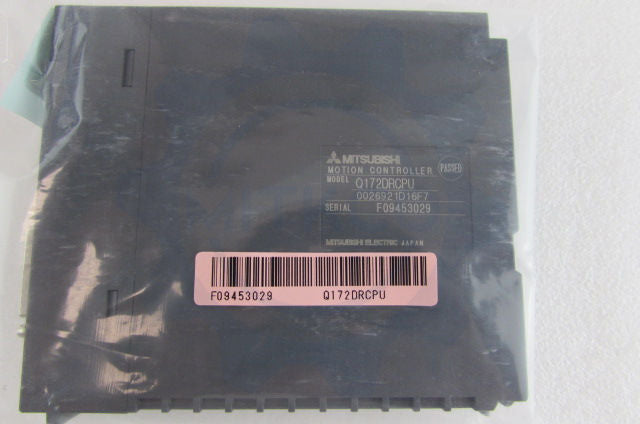 MITSUBISHI
MOTION CONTROLLER PASSED
MODEL Q172DRCPU
0026921D16F7
SERIAL F09453029
MITSUBISHI ELECTRIC JAPAN
F09453029 Q172DRCPU